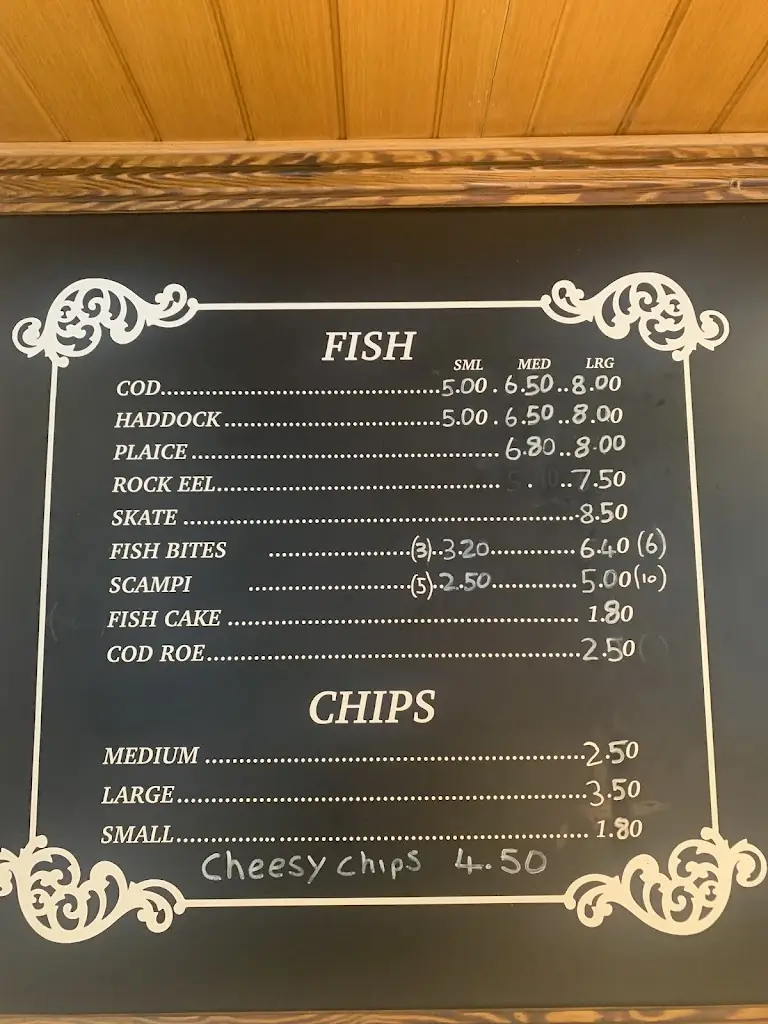 FISH
SML MED LRG
COD 5.00 6.50 8.00
HADDOCK 5.00 6.50 8.00
PLAICE 6.80 8.00
ROCK EEL 7.50
SKATE 8.50
FISH BITES (3) 3.20 6.40 (6)
SCAMPI (5) 2.50 5.00 (10)
FISH CAKE 1.80
COD ROE 2.50
CHIPS
MEDIUM 2.50
LARGE 3.50
SMALL 1.80
Cheesy chips 4.50